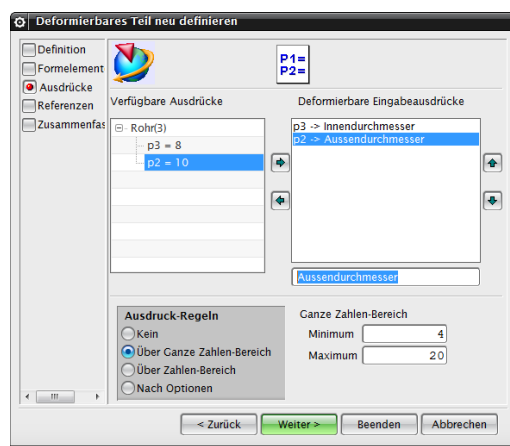 Deformierbares Teil neu definieren
Definition
Formelement
Ausdrücke
Referenzen
Zusammenfas
P1=
P2=
Verfügbare Ausdrücke
Rohr(3)
p3 = 8
p2 = 10
Deformierbare Eingabeausdrücke
p3 -> Innendurchmesser
p2 -> Aussendurchmesser
Aussendurchmesser
Ausdruck-Regeln
Kein
Über Ganze Zahlen-Bereich
Über Zahlen-Bereich
Nach Optionen
Ganze Zahlen-Bereich
Minimum 4
Maximum 20
< Zurück Weiter > Beenden Abbrechen